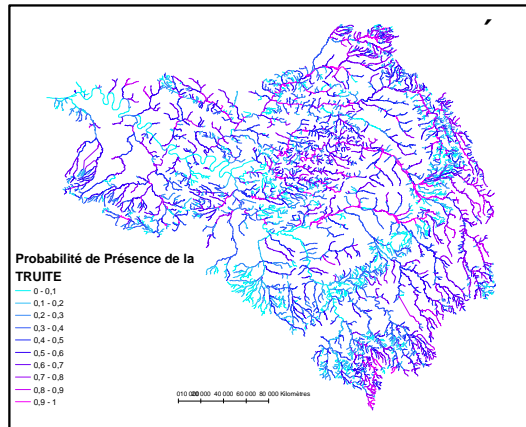 Probabilité de Présence de la
TRUITE
0 - 0,1
0,1 - 0,2
0,2 - 0,3
0,3 - 0,4
0,4 - 0,5
0,5 - 0,6
0,6 - 0,7
0,7 - 0,8
0,8 - 0,9
0,9 - 1
40 000 60 000 80 000 Kilomètres